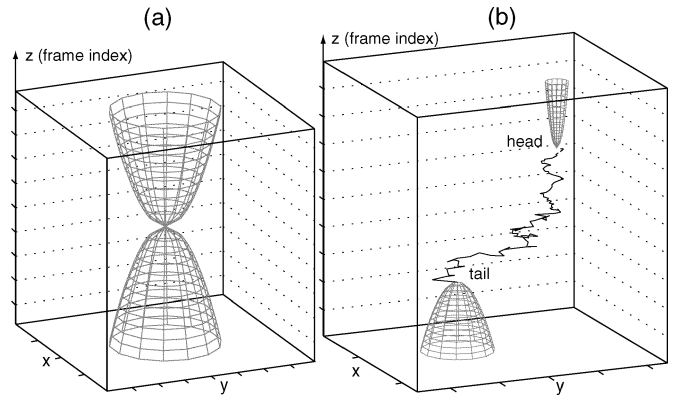 (a)
z (frame index)
x
y
(b)
z (frame index)
head
tail
x
y